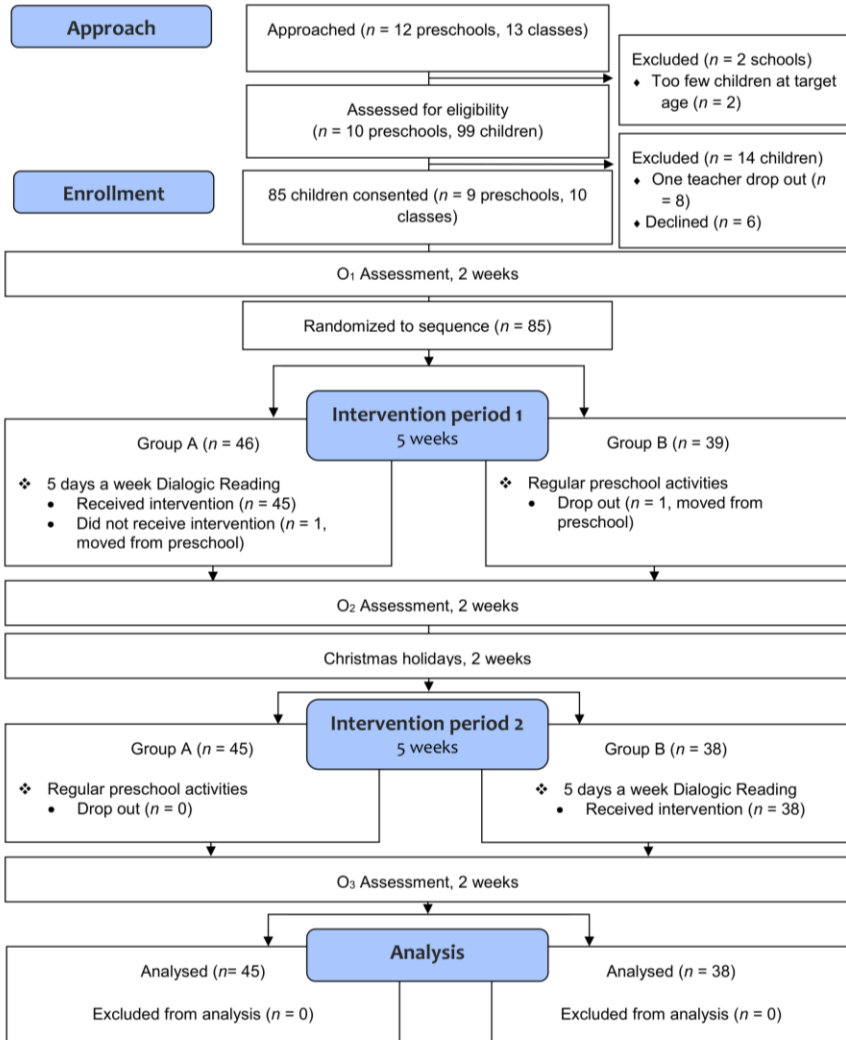 Approach
Approached (n = 12 preschools, 13 classes)
Excluded (n = 2 schools)
⬧ Too few children at target
age (n = 2)
Assessed for eligibility
(n = 10 preschools, 99 children)
Excluded (n = 14 children)
⬧ One teacher drop out (n
= 8)
⬧ Declined (n = 6)
Enrollment
85 children consented (n = 9 preschools, 10
classes)
O₁ Assessment, 2 weeks
Randomized to sequence (n = 85)
Intervention period 1
5 weeks
Group A (n = 46)
❖ 5 days a week Dialogic Reading
• Received intervention (n = 45)
• Did not receive intervention (n = 1,
moved from preschool)
Group B (n = 39)
❖ Regular preschool activities
• Drop out (n = 1, moved from
preschool)
O₂ Assessment, 2 weeks
Christmas holidays, 2 weeks
Intervention period 2
5 weeks
Group A (n = 45)
❖ Regular preschool activities
• Drop out (n = 0)
Group B (n = 38)
❖ 5 days a week Dialogic Reading
• Received intervention (n = 38)
O₃ Assessment, 2 weeks
Analysis
Analysed (n= 45)
Excluded from analysis (n = 0)
Analysed (n = 38)
Excluded from analysis (n = 0)